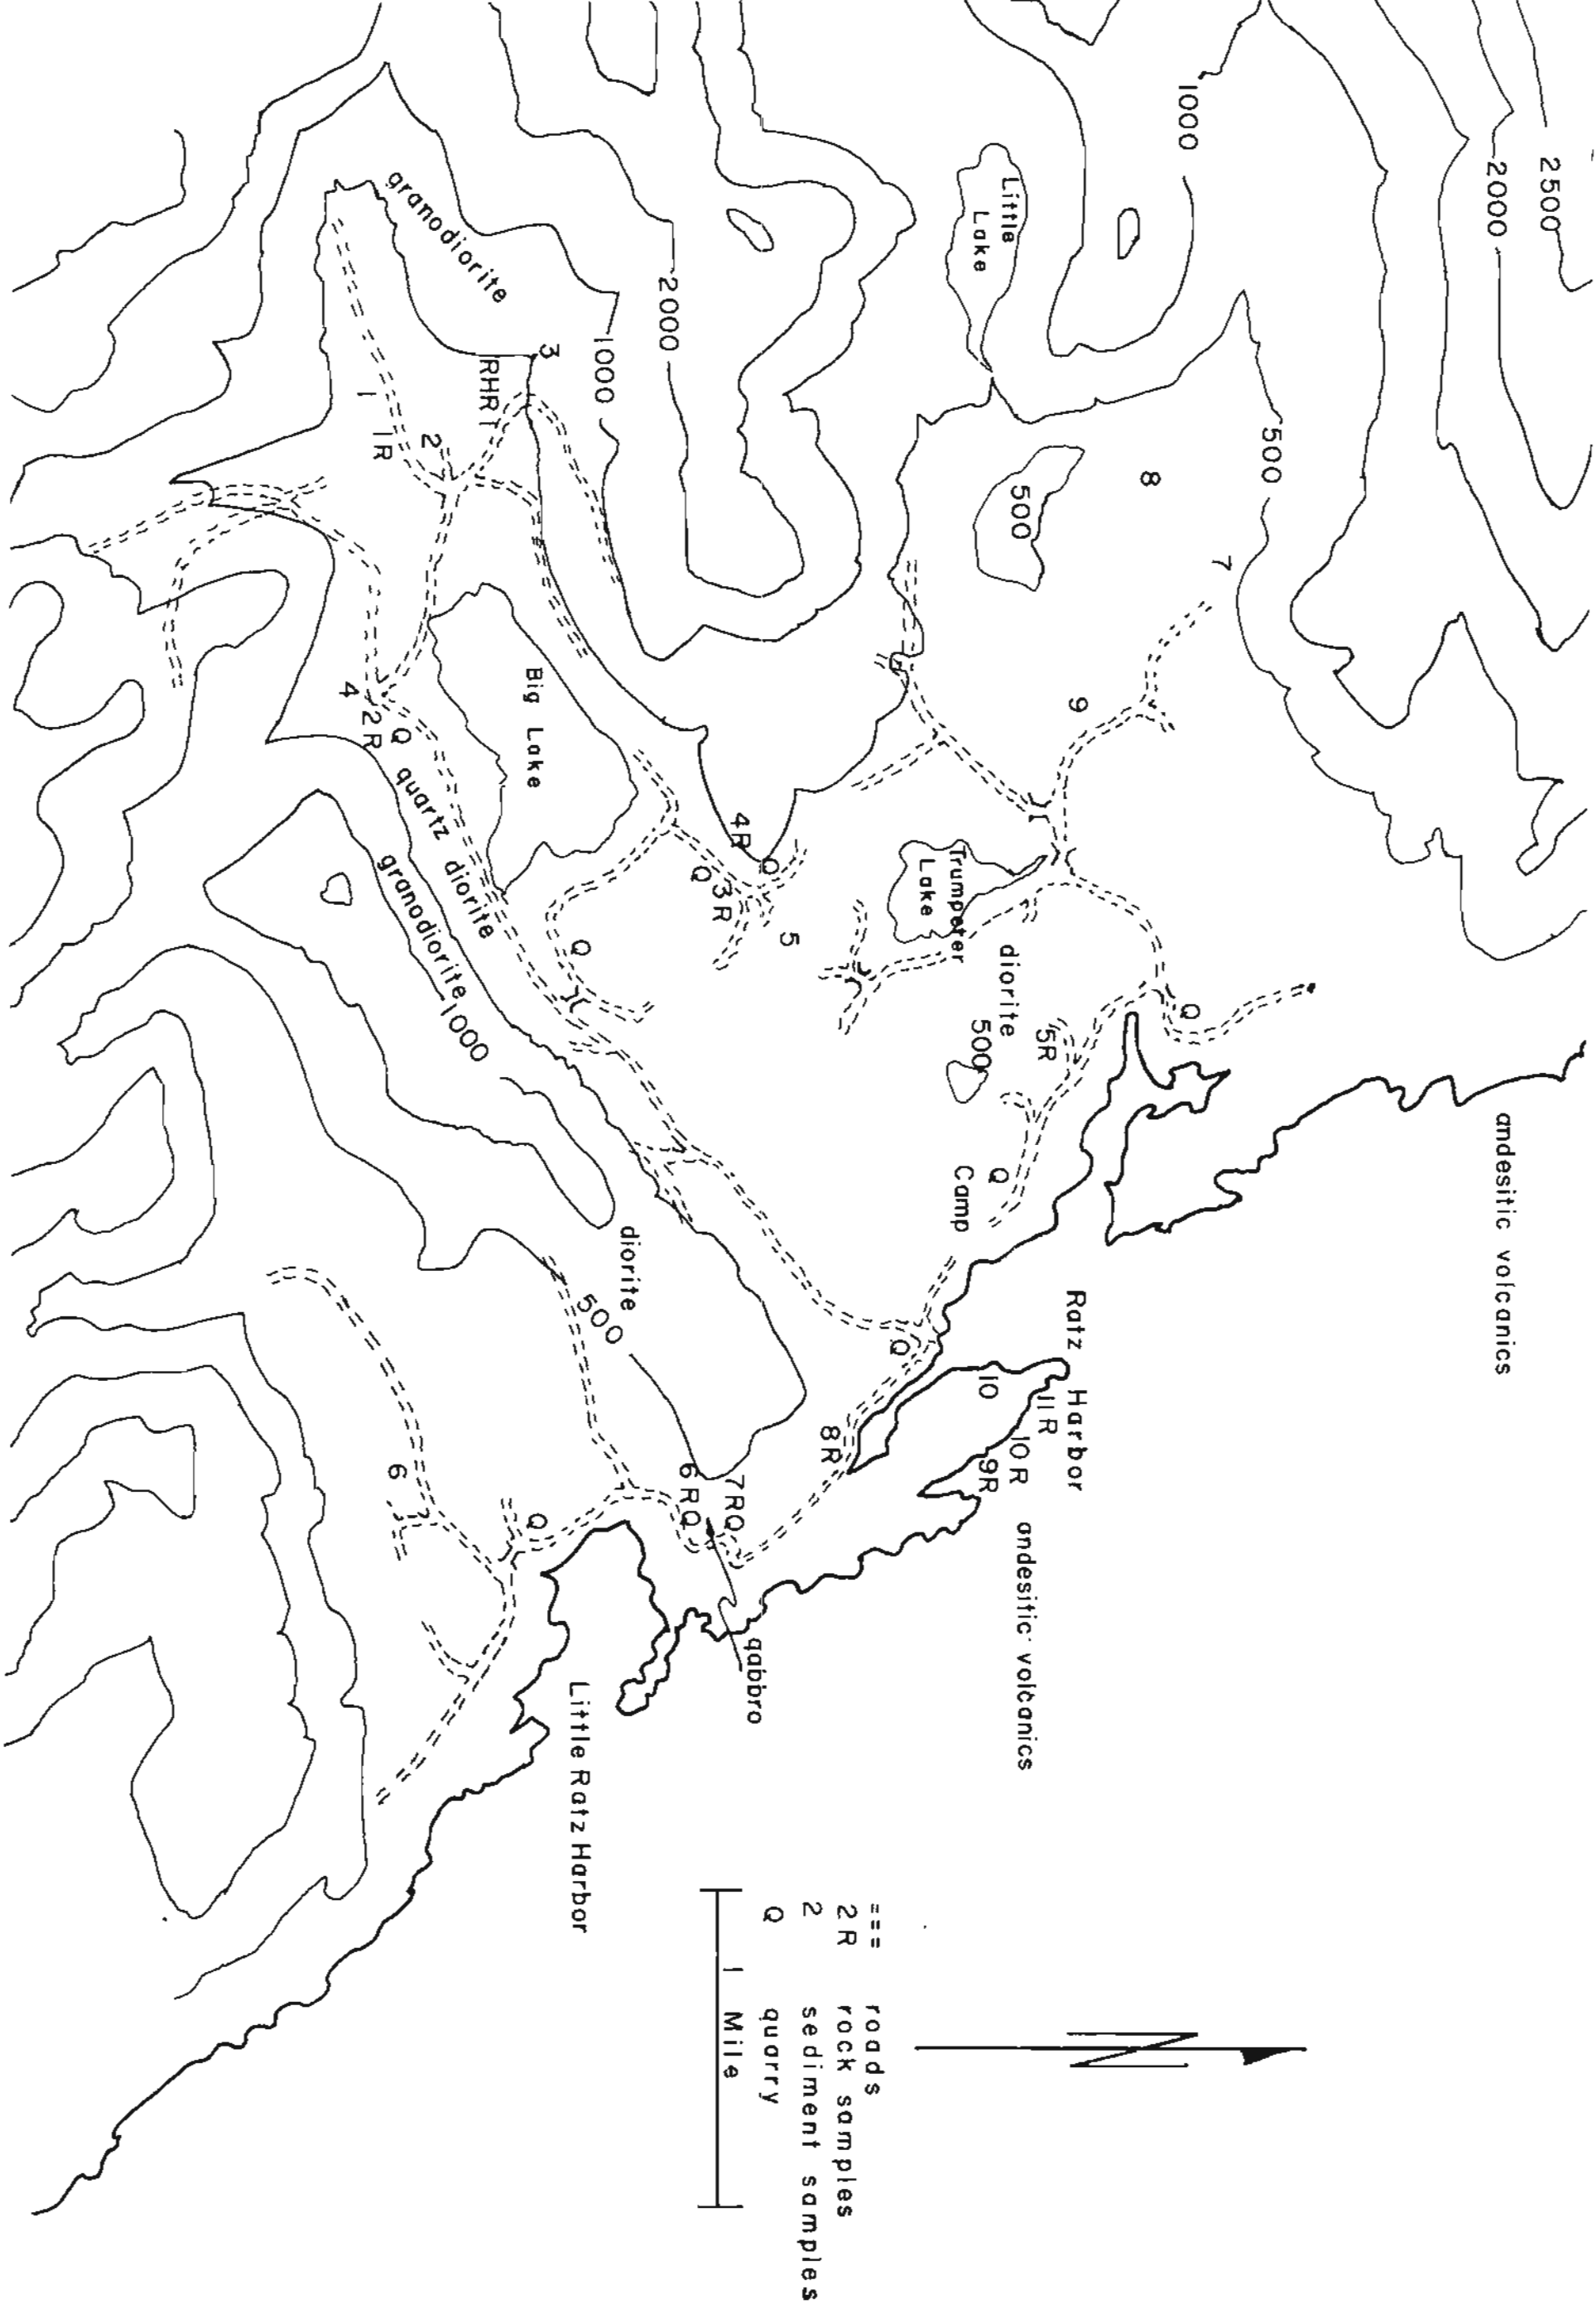 2500
2000
andesitic volcanics
500
7
1000
8
Q
9
Ratz Harbor
5R
11R
500
10R
andesitic volcanics
Little
Lake
diorite
Q
10
9R
500
Camp
Trumpeter
Lake
Q
8R
5
Q
4R
3R
Q
gabbro
7RQ
6RQ
2000
diorite
1000
500
Q
Little Ratz Harbor
3
Big Lake
Q
RHR 1
granodiorite
quartz diorite
granodiorite
1000
2
1R
1
Q
2R
4
6
=== roads
2R rock samples
2 sediment samples
Q quarry
1 Mile